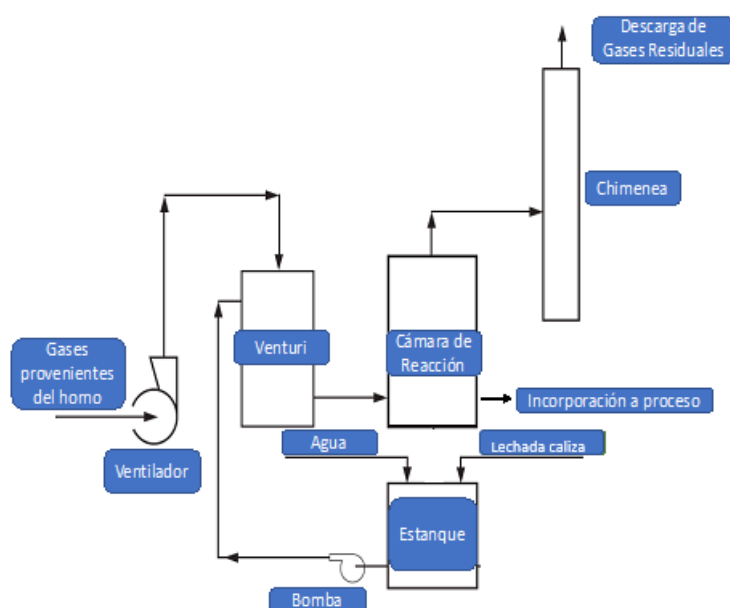 Descarga de
Gases Residuales
Chimenea
Gases
provenientes
del horno
Venturi
Cámara de
Reacción
Incorporación a proceso
Ventilador
Agua
Lechada caliza
Estanque
Bomba